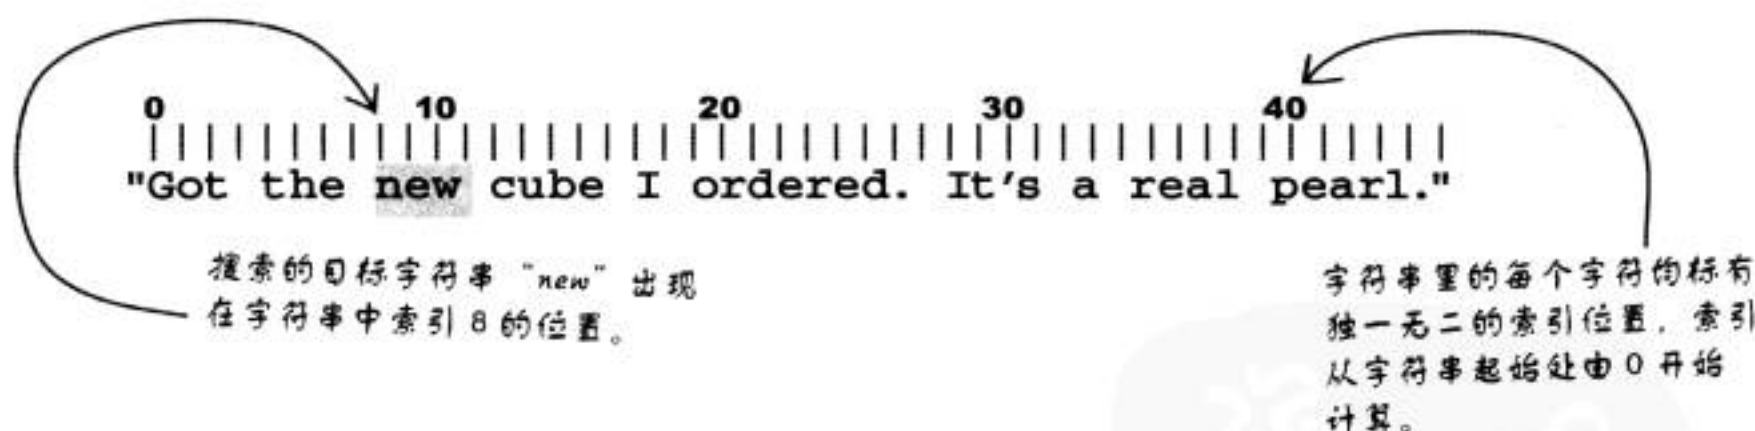 0 10 20 30 40
"Got the new cube I ordered. It's a real pearl."
搜索的目标字符串 "new" 出现
在字符串中索引 8 的位置。
字符串里的每个字符均标有
独一无二的索引位置, 索引
从字符串起始处由 0 开始
计算。